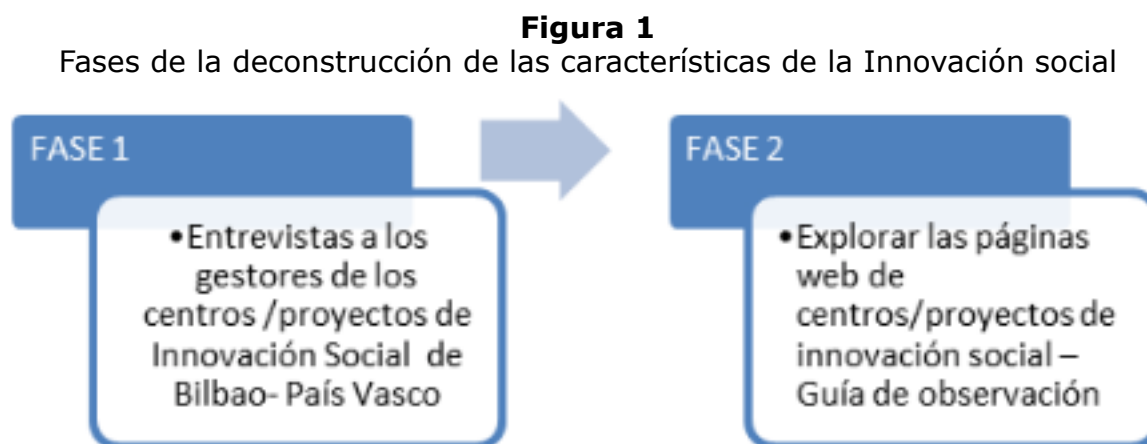 Figura 1
Fases de la deconstrucción de las características de la Innovación social
FASE 1
•Entrevistas a los
gestores de los
centros /proyectos de
Innovación Social de
Bilbao- País Vasco
FASE 2
•Explorar las páginas
web de
centros/proyectos de
innovación social –
Guía de observación